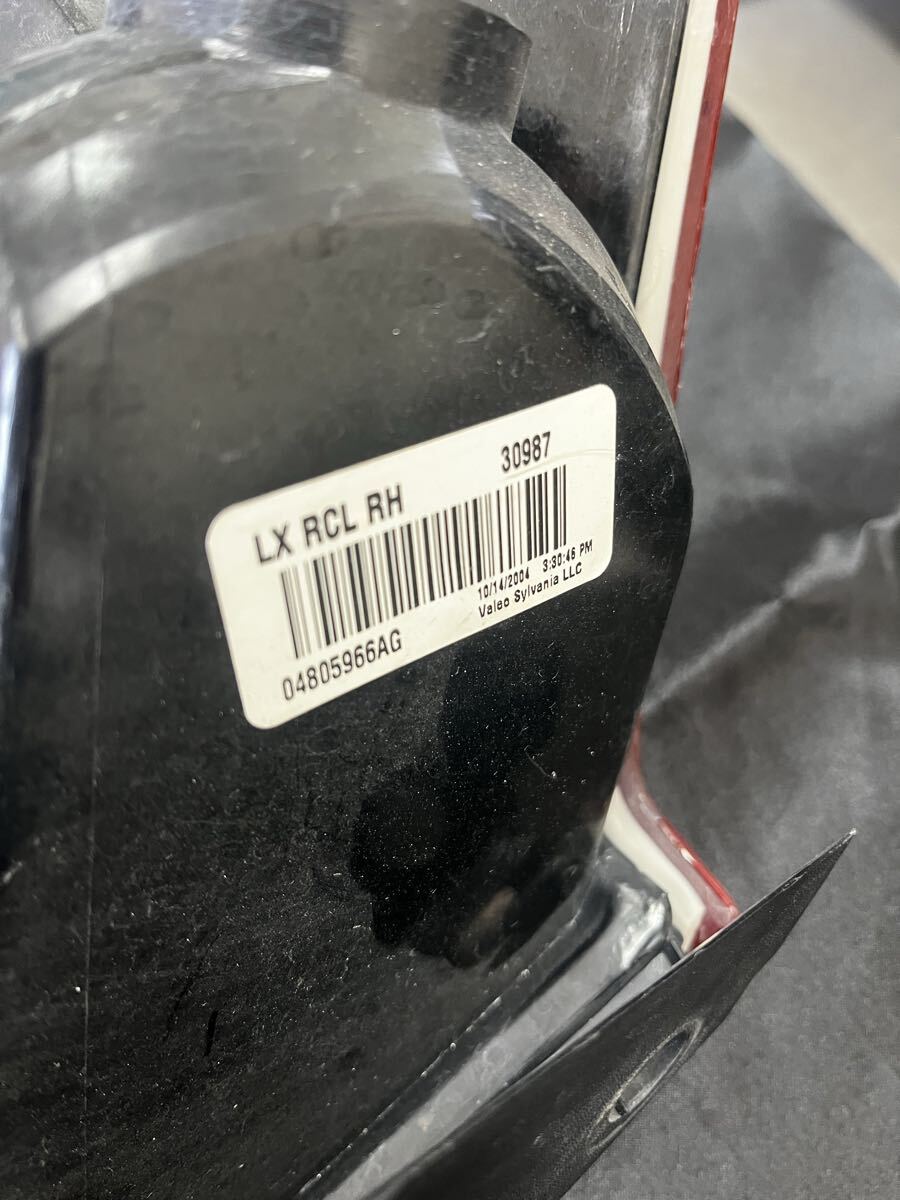 LX RCL RH 30987
10/14/2004 3:30:46 PM
Valeo Sylvania LLC
04805966AG